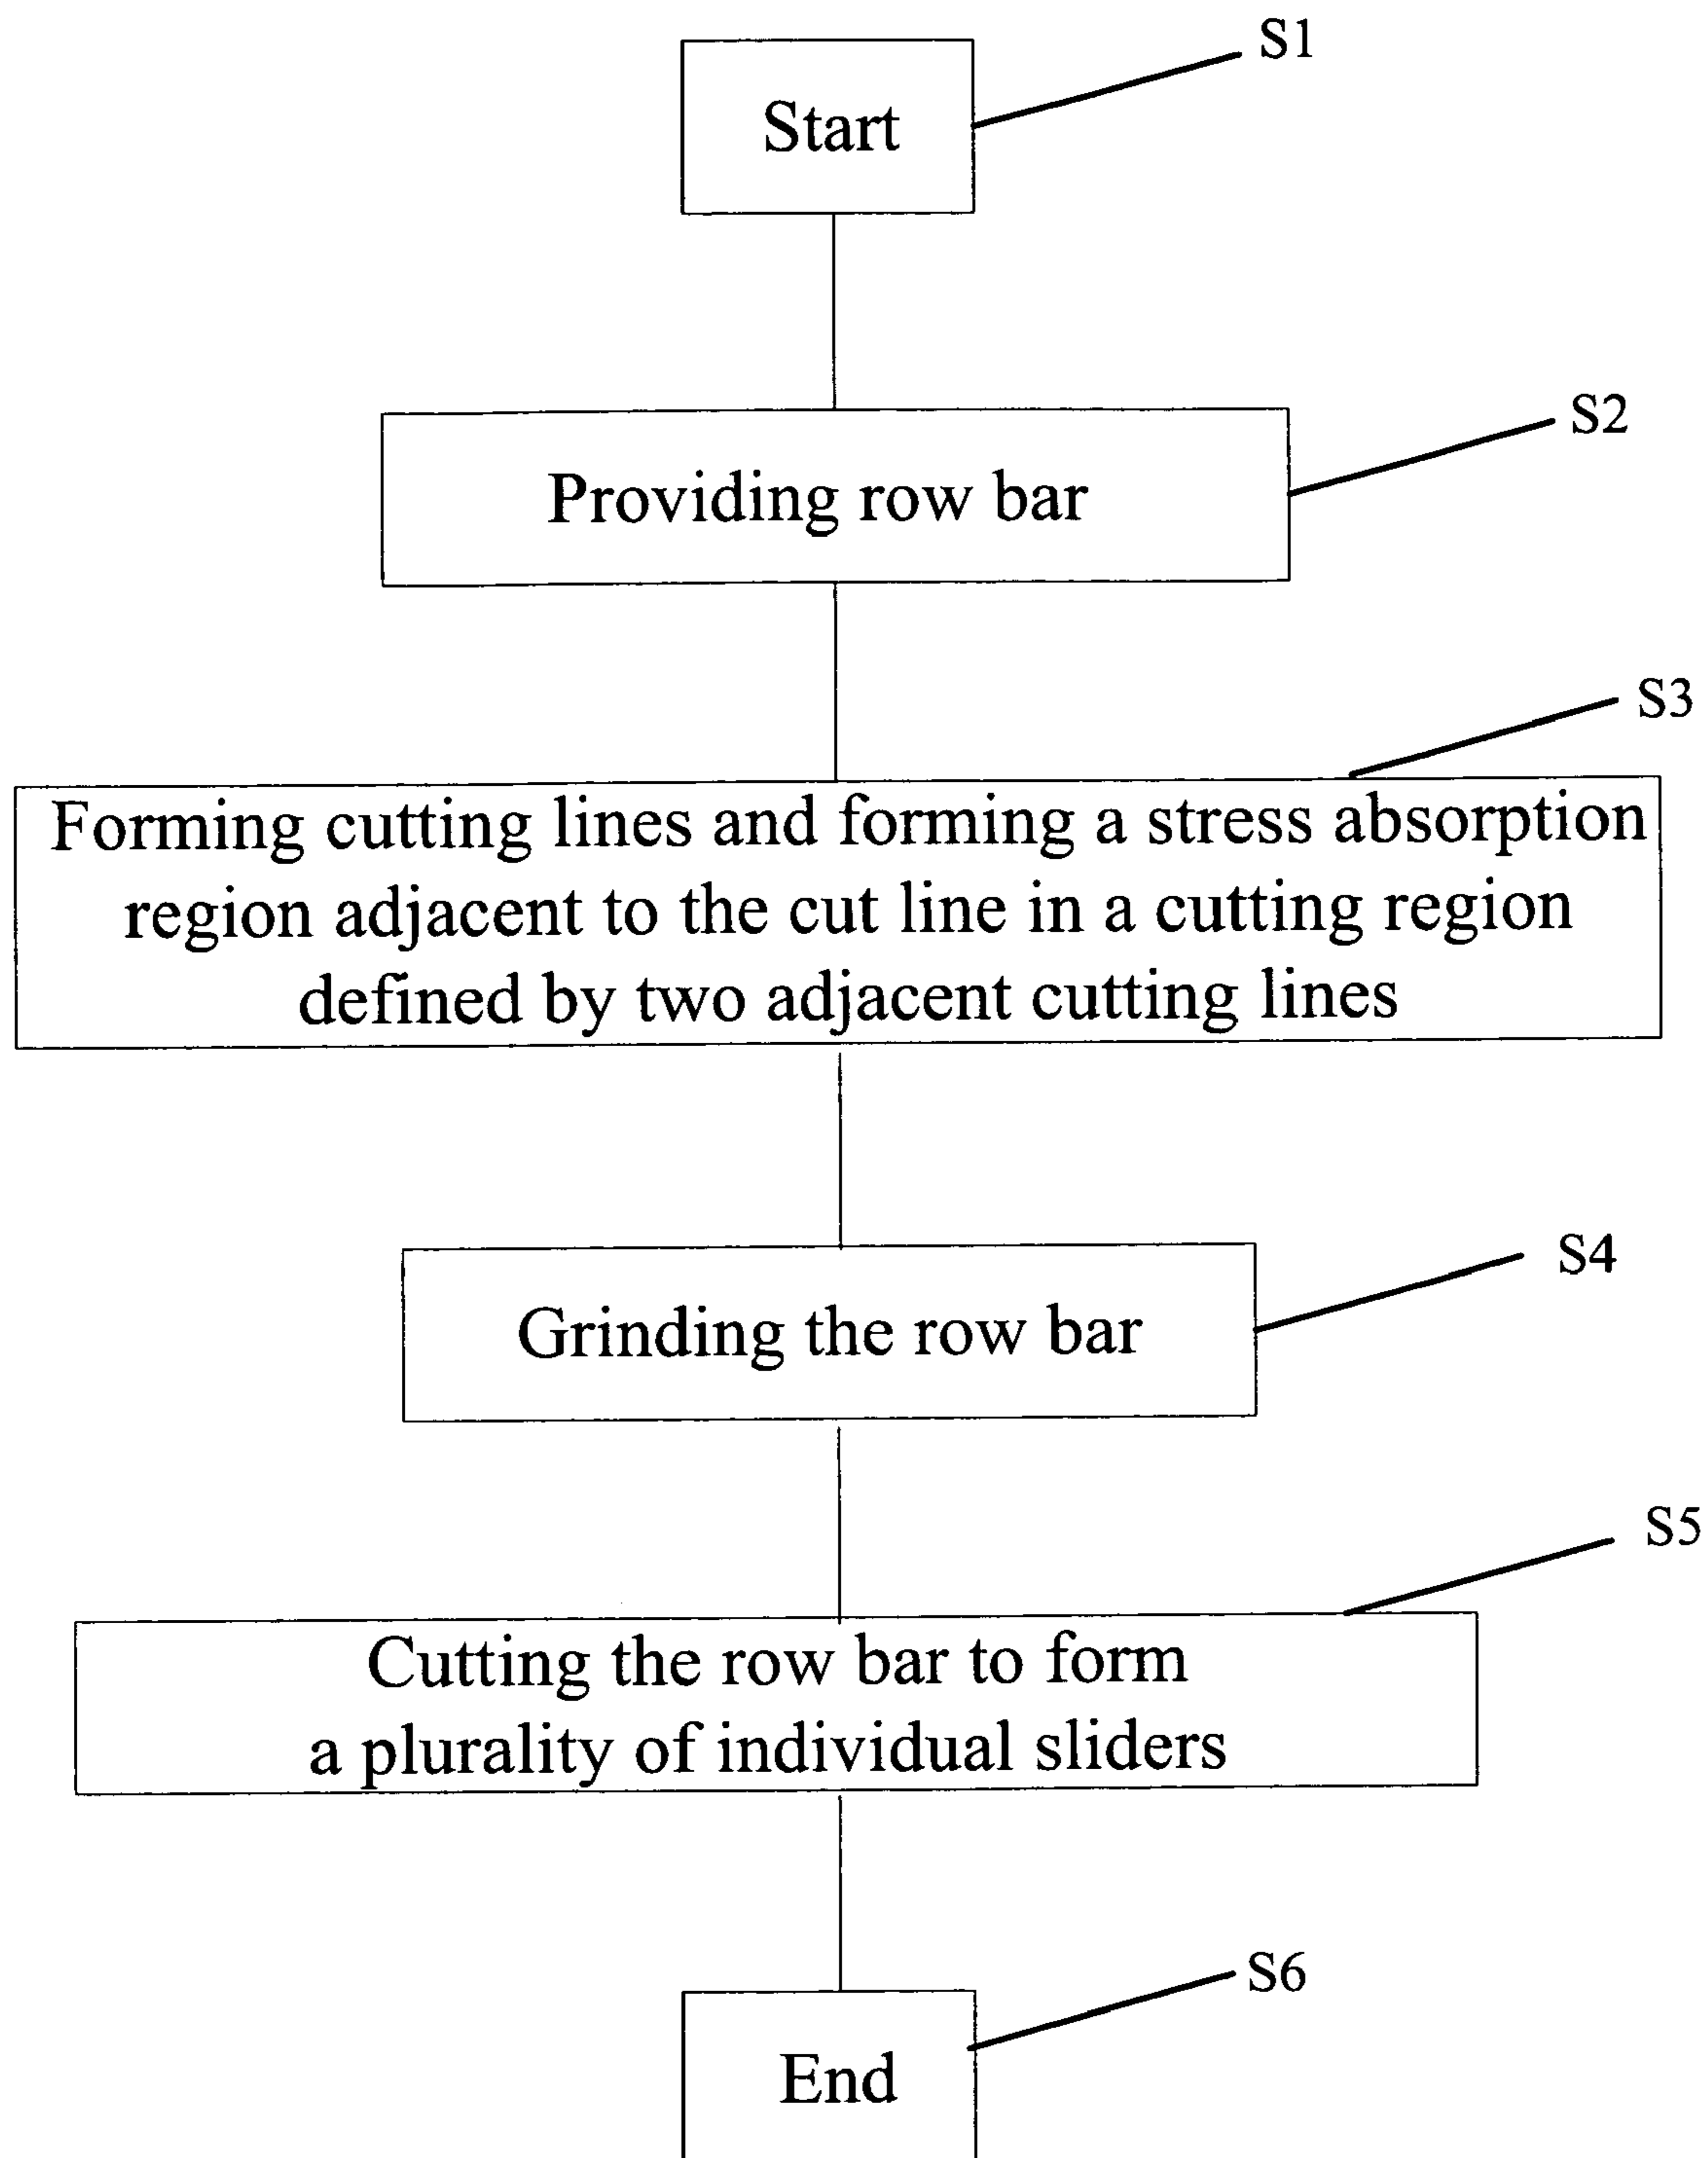 S1
Start
S2
Providing row bar
S3
Forming cutting lines and forming a stress absorption
region adjacent to the cut line in a cutting region
defined by two adjacent cutting lines
S4
Grinding the row bar
S5
Cutting the row bar to form
a plurality of individual sliders
S6
End